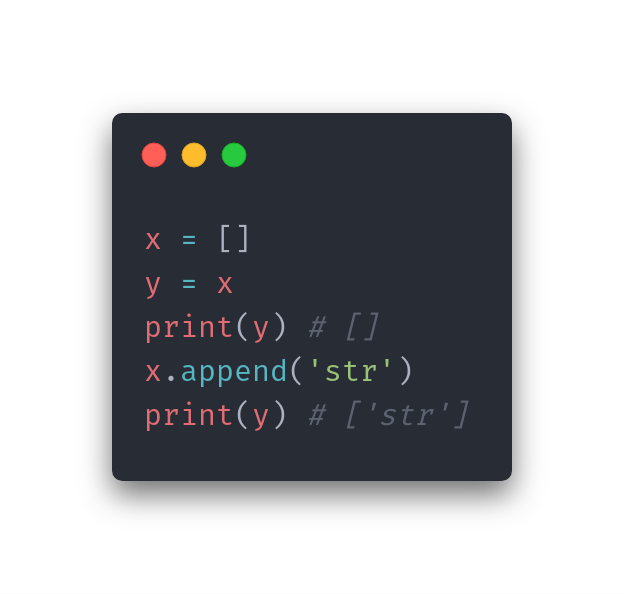 x = []
y = x
print(y) # []
x.append('str')
print(y) # ['str']